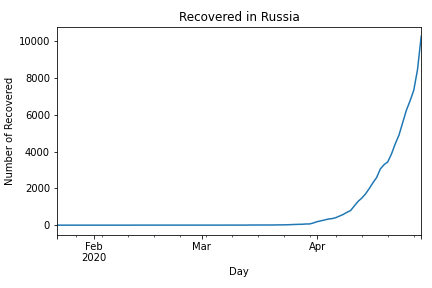 Recovered in Russia
Number of Recovered
10000
8000
6000
4000
2000
0
Feb
2020
Mar
Apr
Day